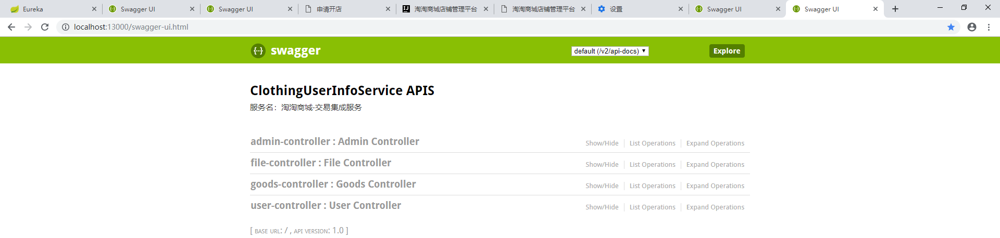 Eureka
Swagger UI
Swagger UI
申请开店
淘淘商城店铺管理平台
淘淘商城店铺管理平台
设置
Swagger UI
Swagger UI
localhost:13000/swagger-ui.html
swagger
default (/v2/api-docs)
Explore
ClothingUserInfoService APIS
服务名：淘淘商城-交易集成服务
admin-controller : Admin Controller
Show/Hide
List Operations
Expand Operations
file-controller : File Controller
Show/Hide
List Operations
Expand Operations
goods-controller : Goods Controller
Show/Hide
List Operations
Expand Operations
user-controller : User Controller
Show/Hide
List Operations
Expand Operations
[ BASE URL: / , API VERSION: 1.0 ]